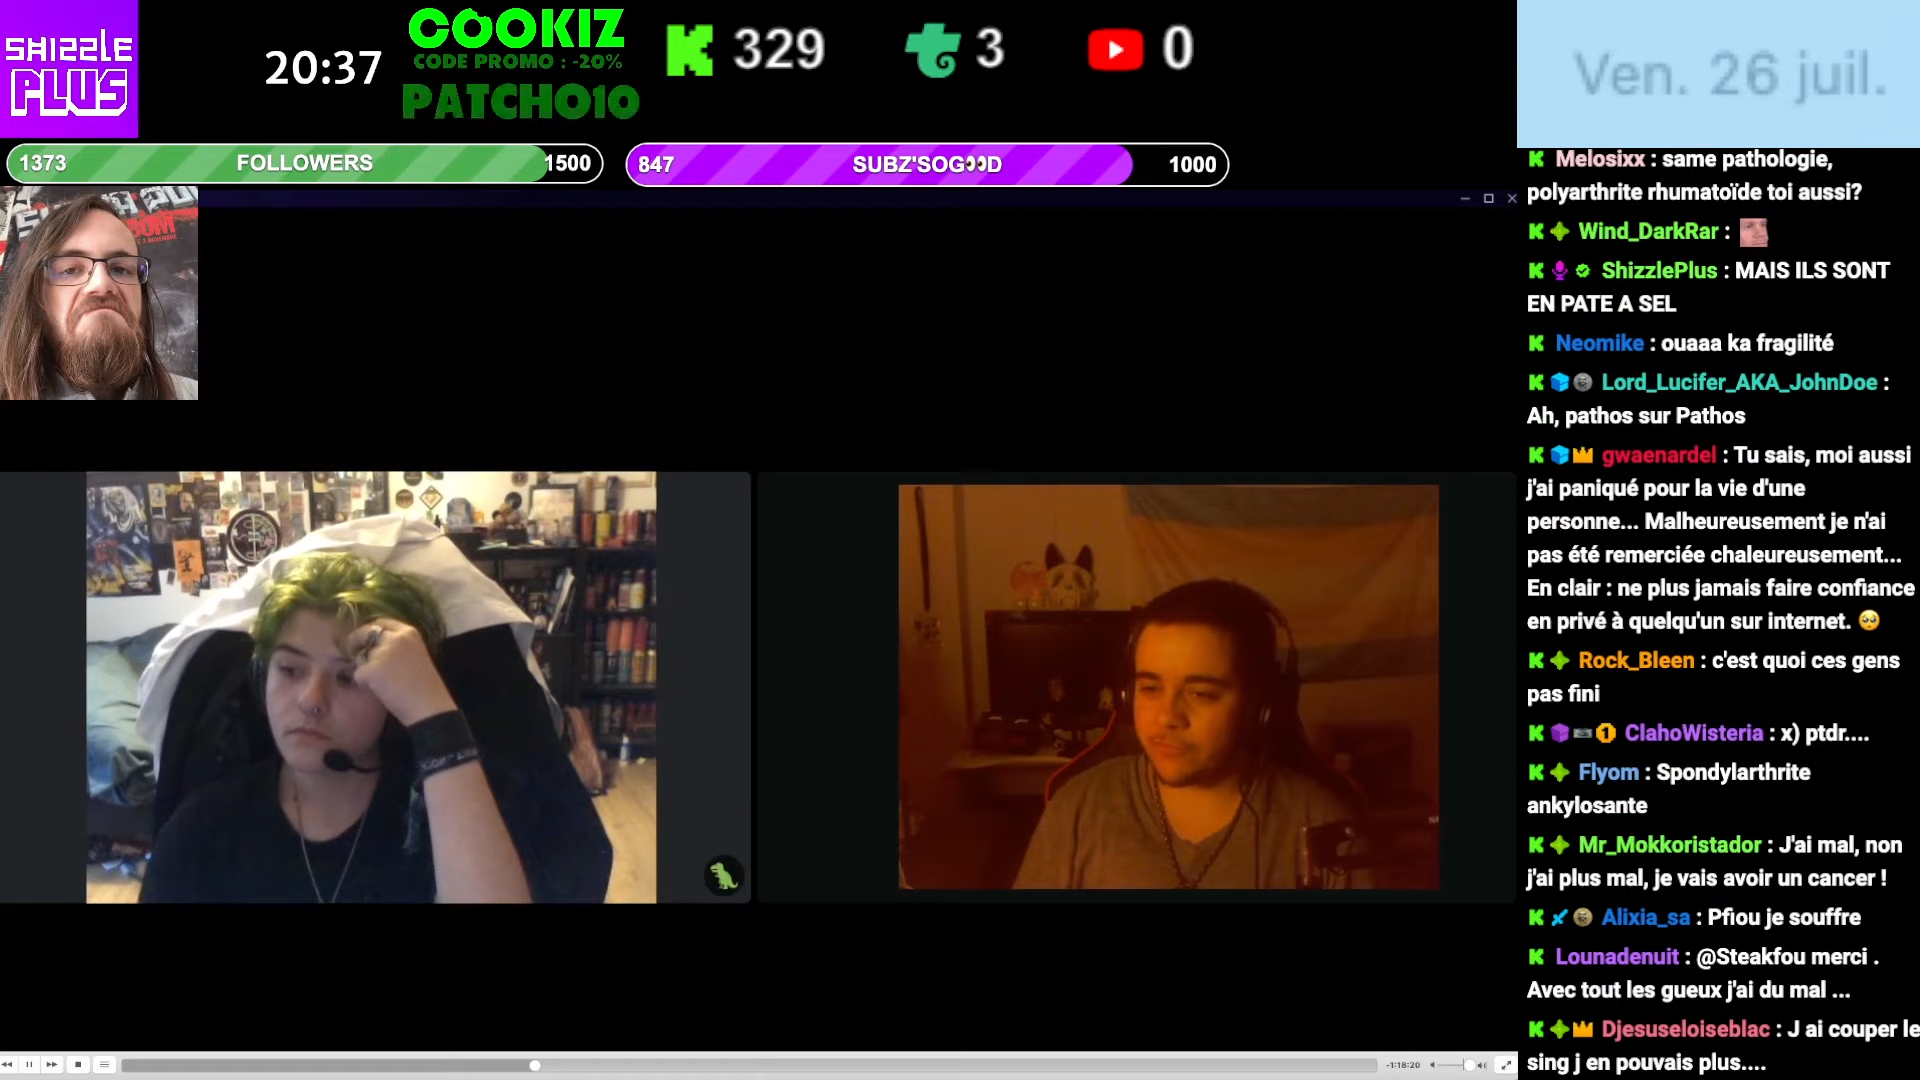 SHIZZLE
PLUS
20:37
COOKIZ
CODE PROMO : -20%
PATCHO10
329
3
0
Ven. 26 juil.
1373 FOLLOWERS 1500
847 SUBZ'SOG👀D 1000
Melosixx : same pathologie,
polyarthrite rhumatoïde toi aussi?
Wind_DarkRar :
ShizzlePlus : MAIS ILS SONT
EN PATE A SEL
Neomike : ouaaa ka fragilité
Lord_Lucifer_AKA_JohnDoe :
Ah, pathos sur Pathos
gwaenardel : Tu sais, moi aussi
j'ai paniqué pour la vie d'une
personne... Malheureusement je n'ai
pas été remerciée chaleureusement...
En clair : ne plus jamais faire confiance
en privé à quelqu'un sur internet. 🥺
Rock_Bleen : c'est quoi ces gens
pas fini
ClahoWisteria : x) ptdr....
Flyom : Spondylarthrite
ankylosante
Mr_Mokkoristador : J'ai mal, non
j'ai plus mal, je vais avoir un cancer !
Alixia_sa : Pfiou je souffre
Lounadenuit : @Steakfou merci .
Avec tout les gueux j'ai du mal ...
Djesuseloiseblac : J ai couper le
sing j en pouvais plus....
-1:18:20